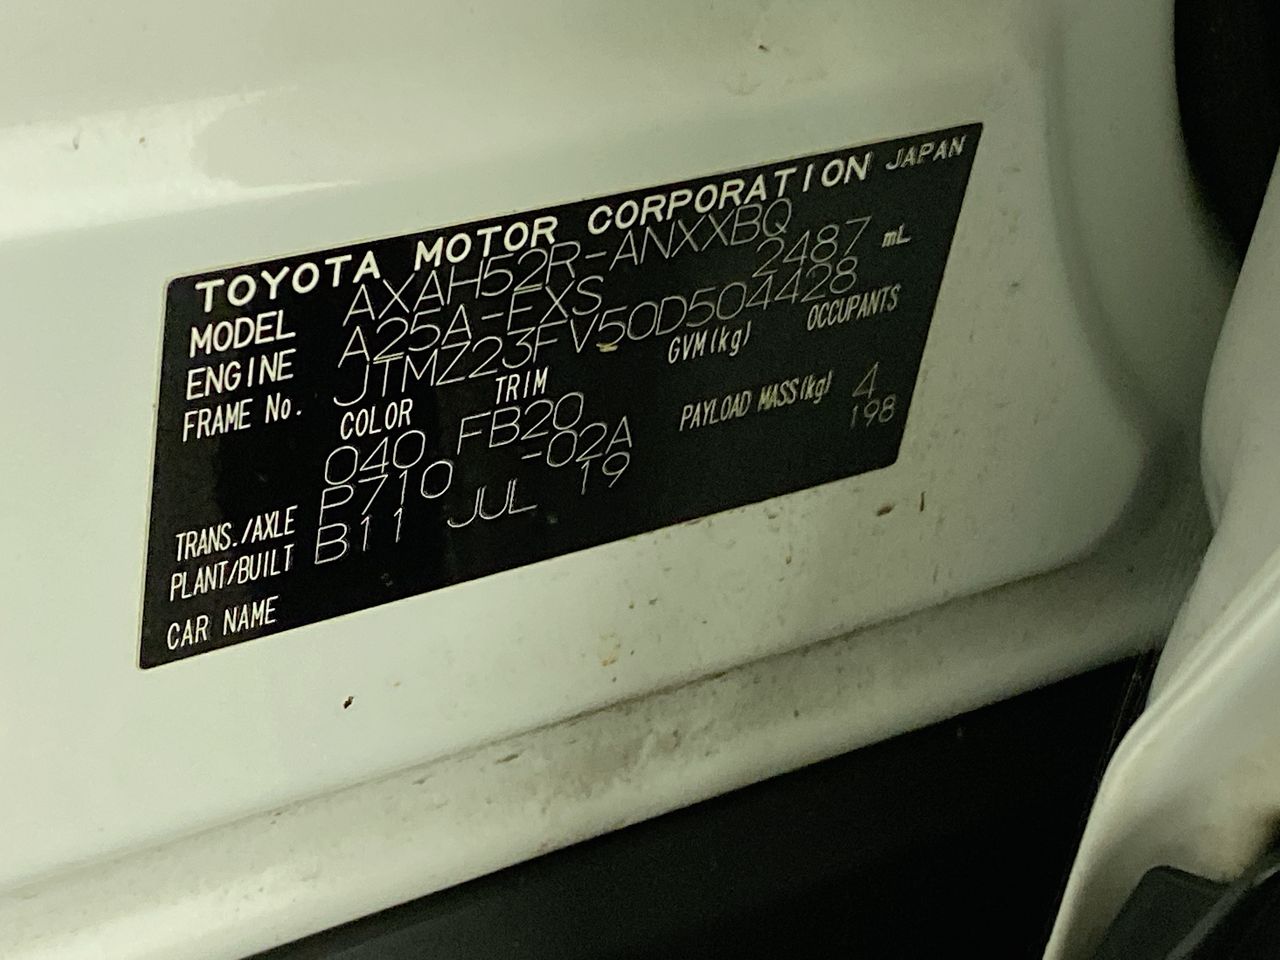 TOYOTA MOTOR CORPORATION JAPAN
MODEL AXAH52R-ANXXBQ
ENGINE A25A-FXS 2487 mL
FRAME No. JTMZ23FV50D504428
COLOR TRIM GVM(kg) OCCUPANTS
040 FB20 PAYLOAD MASS(kg) 4
TRANS./AXLE P710 -02A 198
PLANT/BUILT B11 JUL 19
CAR NAME